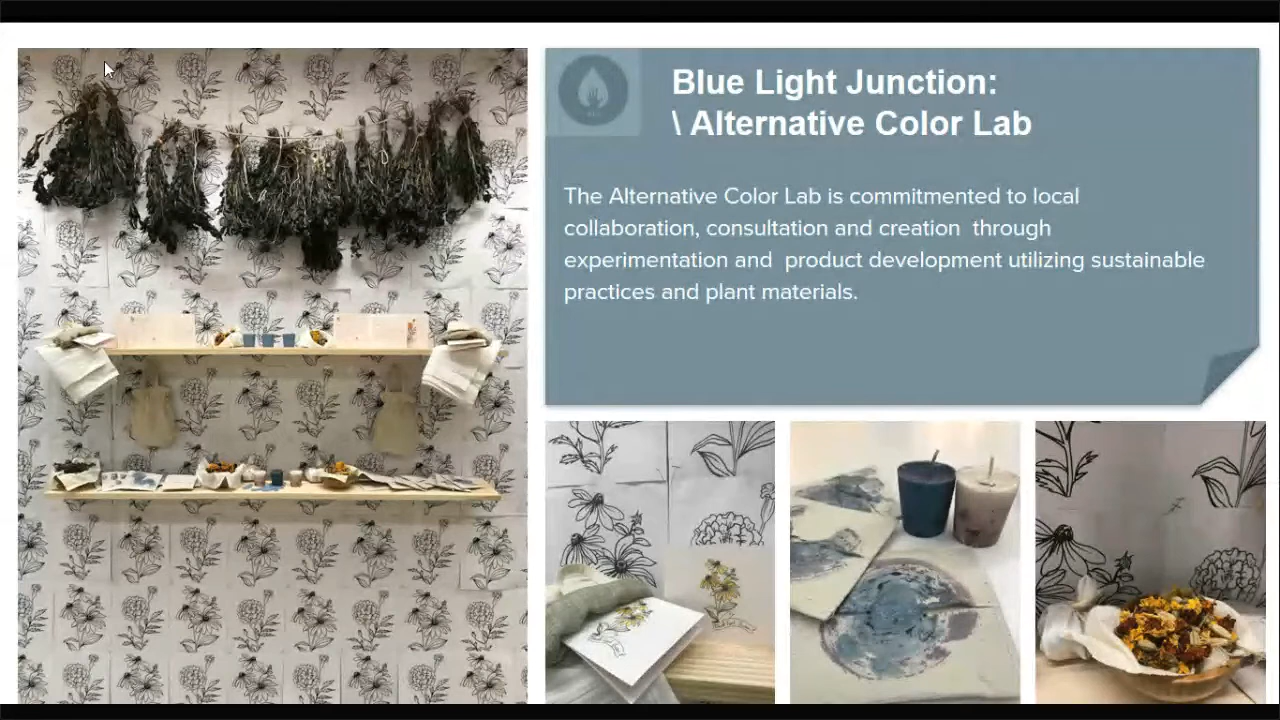 Blue Light Junction:
\ Alternative Color Lab
The Alternative Color Lab is commitmented to local
collaboration, consultation and creation  through
experimentation and  product development utilizing sustainable
practices and plant materials.